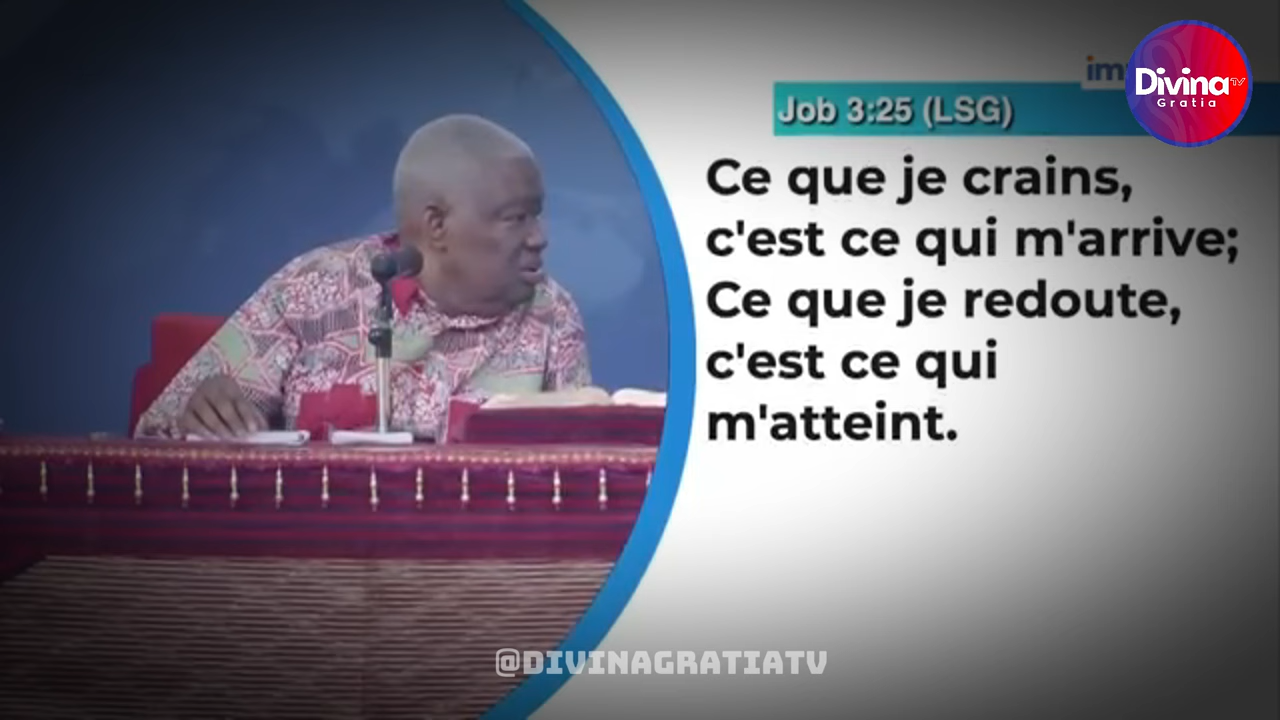 Divina TV
Gratia
Job 3:25 (LSG)
Ce que je crains,
c'est ce qui m'arrive;
Ce que je redoute,
c'est ce qui
m'atteint.
@DIVINAGRATIATV